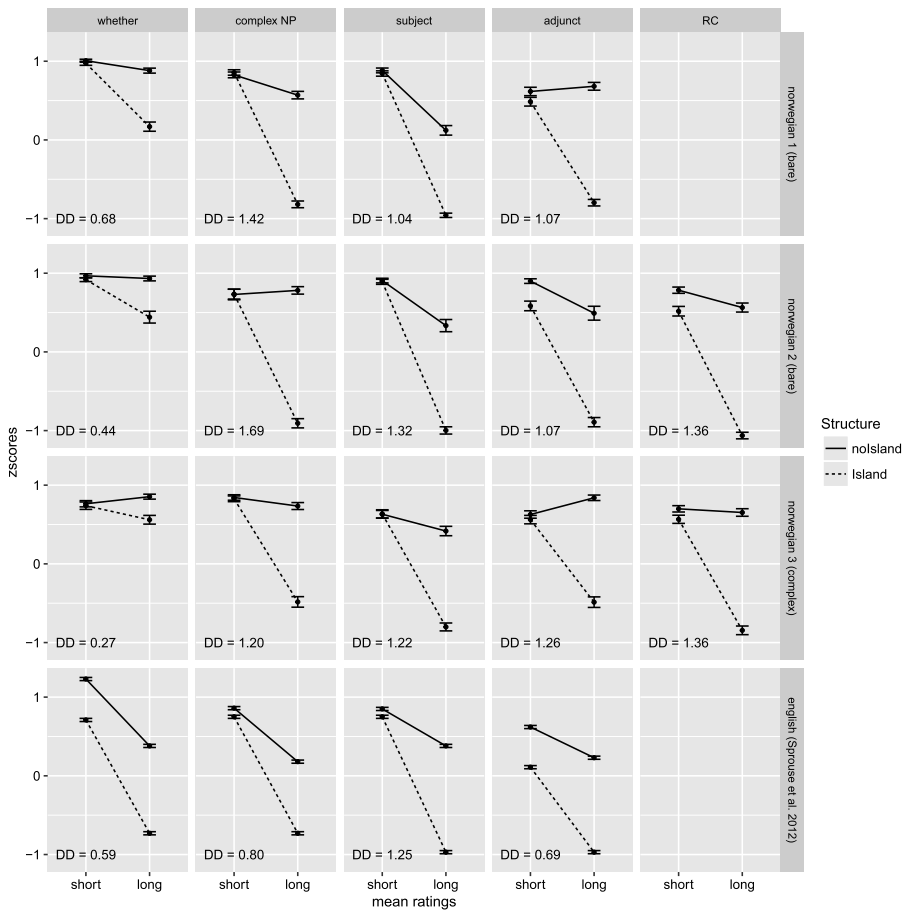 whether
complex NP
subject
adjunct
RC
1
0
−1
DD = 0.68
DD = 1.42
DD = 1.04
DD = 1.07
norwegian 1 (bare)
1
0
−1
DD = 0.44
DD = 1.69
DD = 1.32
DD = 1.07
DD = 1.36
norwegian 2 (bare)
zscores
Structure
noIsland
Island
1
0
−1
DD = 0.27
DD = 1.20
DD = 1.22
DD = 1.26
DD = 1.36
norwegian 3 (complex)
1
0
−1
DD = 0.59
DD = 0.80
DD = 1.25
DD = 0.69
english (Sprouse et al. 2012)
short long short long short long short long short long
mean ratings